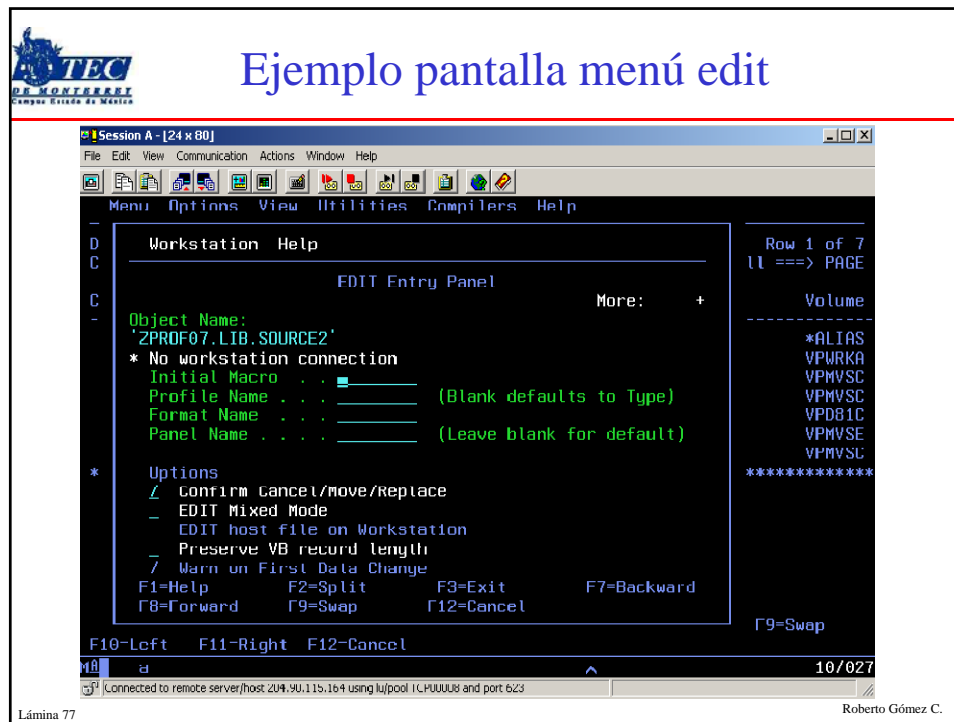 TEC
DE MONTERREY
Campus Estado de México
Ejemplo pantalla menú edit
Session A - [24 x 80]
File Edit View Communication Actions Window Help
Menu Options View Utilities Compilers Help
D Workstation Help Row 1 of 7
C ll ===> PAGE
EDIT Entry Panel
C More: + Volume
- Object Name: -------------
'ZPROF07.LIB.SOURCE2' *ALIAS
* No workstation connection VPWRKA
Initial Macro . . VPMVSC
Profile Name . . . (Blank defaults to Type) VPMVSC
Format Name . . . VPD81C
Panel Name . . . . (Leave blank for default) VPMVSE
VPMVSC
* Options *************
/ Confirm Cancel/Move/Replace
_ EDIT Mixed Mode
EDIT host file on Workstation
_ Preserve VB record length
/ Warn on First Data Change
F1=Help F2=Split F3=Exit F7=Backward
F8=Forward F9=Swap F12=Cancel
F9=Swap
F10=Left F11=Right F12=Cancel
MA a 10/027
Connected to remote server/host 204.90.115.164 using lu/pool TCP00008 and port 623
Lámina 77
Roberto Gómez C.